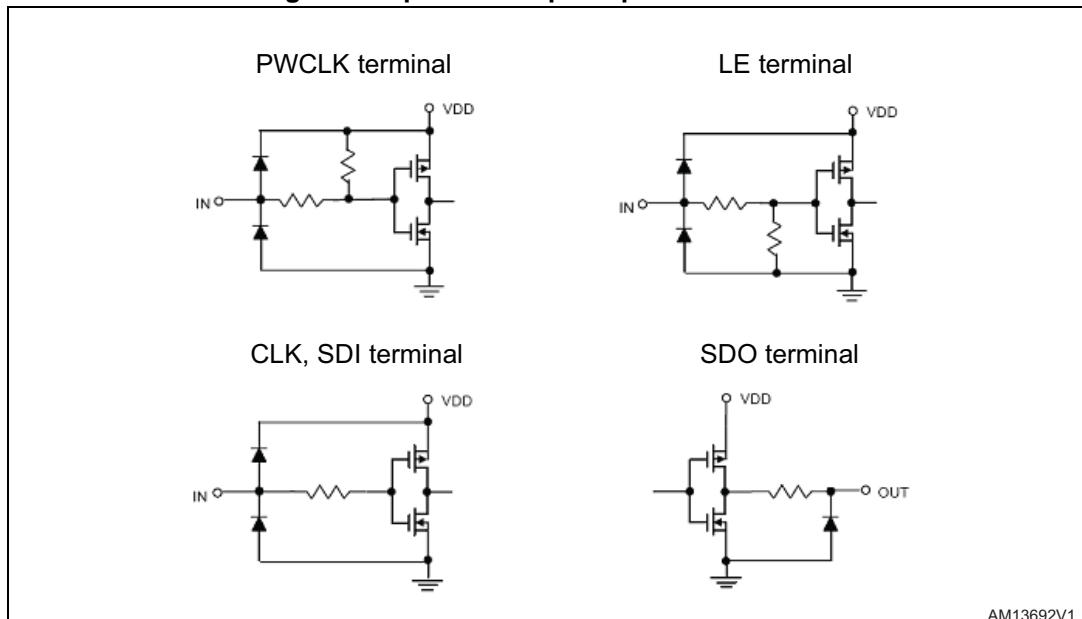 PWCLK terminal
LE terminal
VDD
VDD
IN
IN
CLK, SDI terminal
SDO terminal
VDD
VDD
IN
OUT
AM13692V1